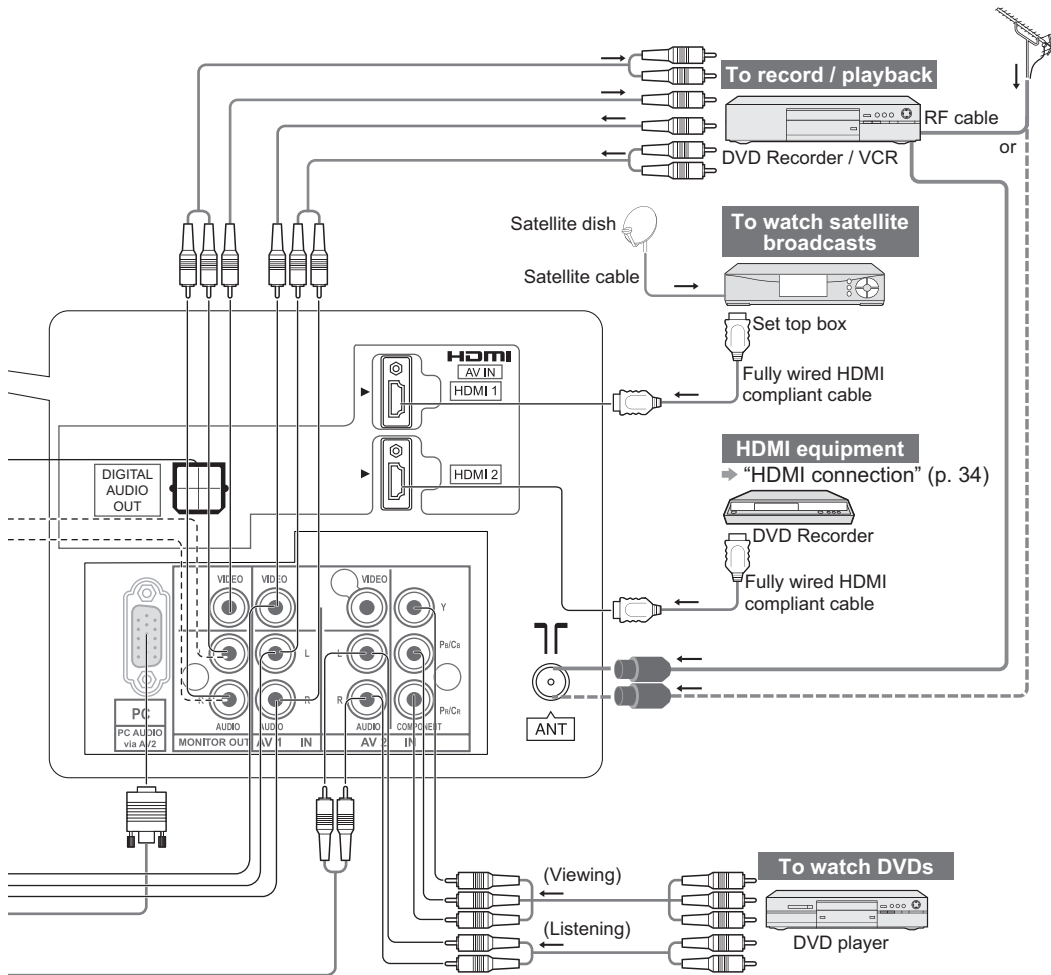 To record / playback
RF cable
or
DVD Recorder / VCR
Satellite dish
To watch satellite
broadcasts
Satellite cable
Set top box
HDMI
AV IN
HDMI 1
Fully wired HDMI
compliant cable
HDMI equipment
"HDMI connection" (p. 34)
DIGITAL
AUDIO
OUT
HDMI 2
DVD Recorder
Fully wired HDMI
compliant cable
VIDEO
VIDEO
VIDEO
Y
L
L
L
PB/CB
R
R
R
PR/CR
AUDIO
AUDIO
AUDIO
COMPONENT
MONITOR OUT
AV 1 IN
AV 2 IN
PC
PC AUDIO
via AV2
ANT
(Viewing)
(Listening)
To watch DVDs
DVD player